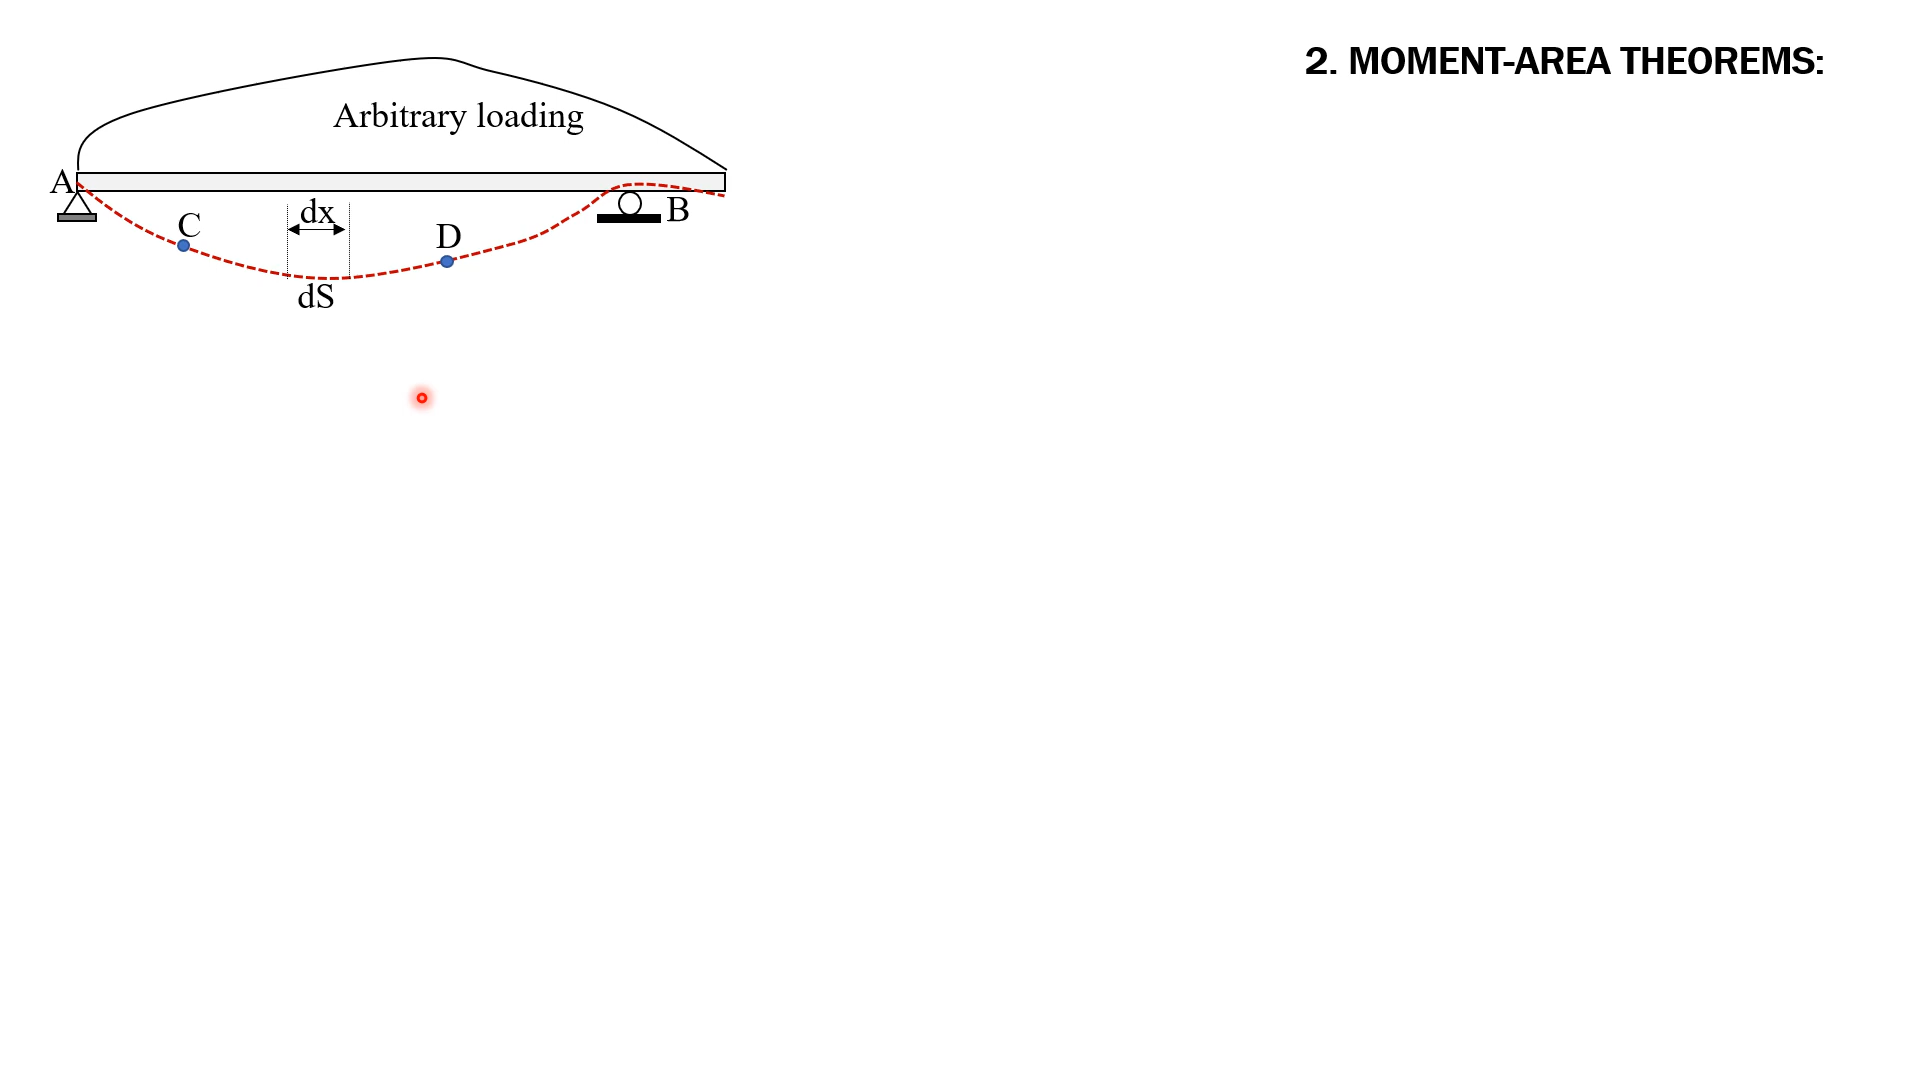 2. MOMENT-AREA THEOREMS:
Arbitrary loading
A
B
C
dx
D
dS